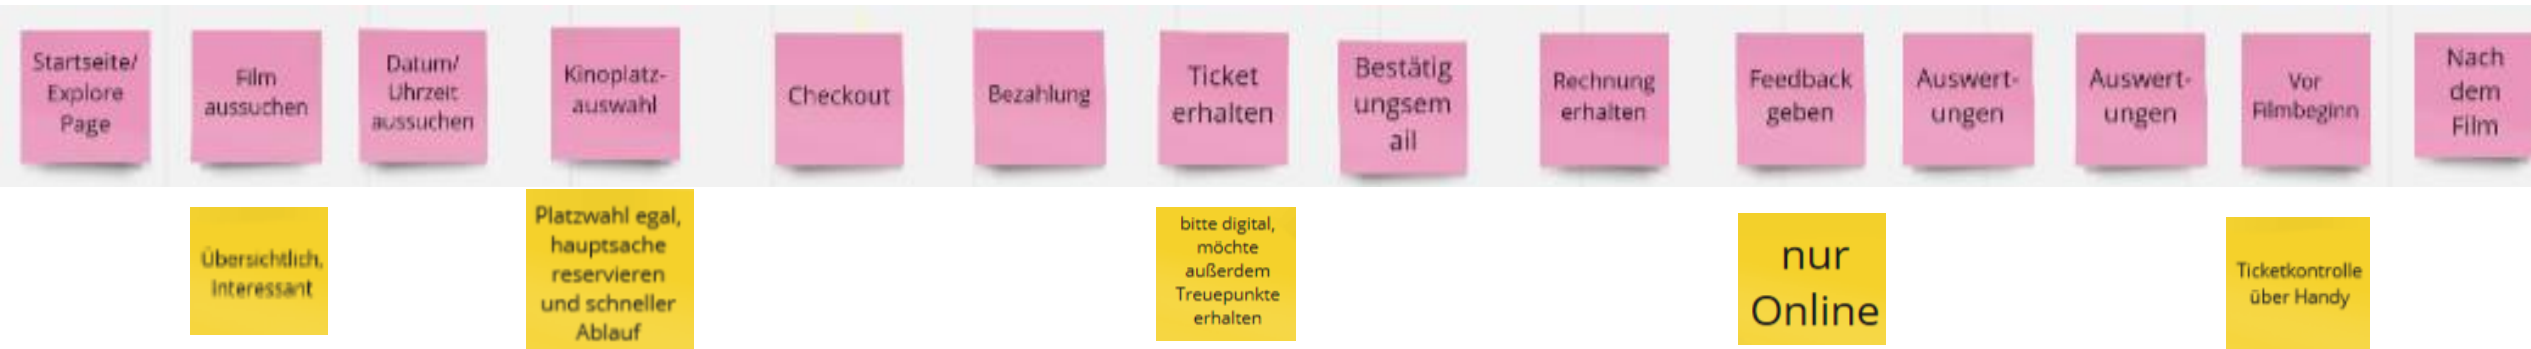 Startseite/
Explore
Page
Film
aussuchen
Datum/
Uhrzeit
aussuchen
Kinoplatz-
auswahl
Checkout
Bezahlung
Ticket
erhalten
Bestätig
ungsem
ail
Rechnung
erhalten
Feedback
geben
Auswert-
ungen
Auswert-
ungen
Vor
Filmbeginn
Nach
dem
Film
Übersichtlich,
Interessant
Platzwahl egal,
hauptsache
reservieren
und schneller
Ablauf
bitte digital,
möchte
außerdem
Treuepunkte
erhalten
nur
Online
Ticketkontrolle
über Handy